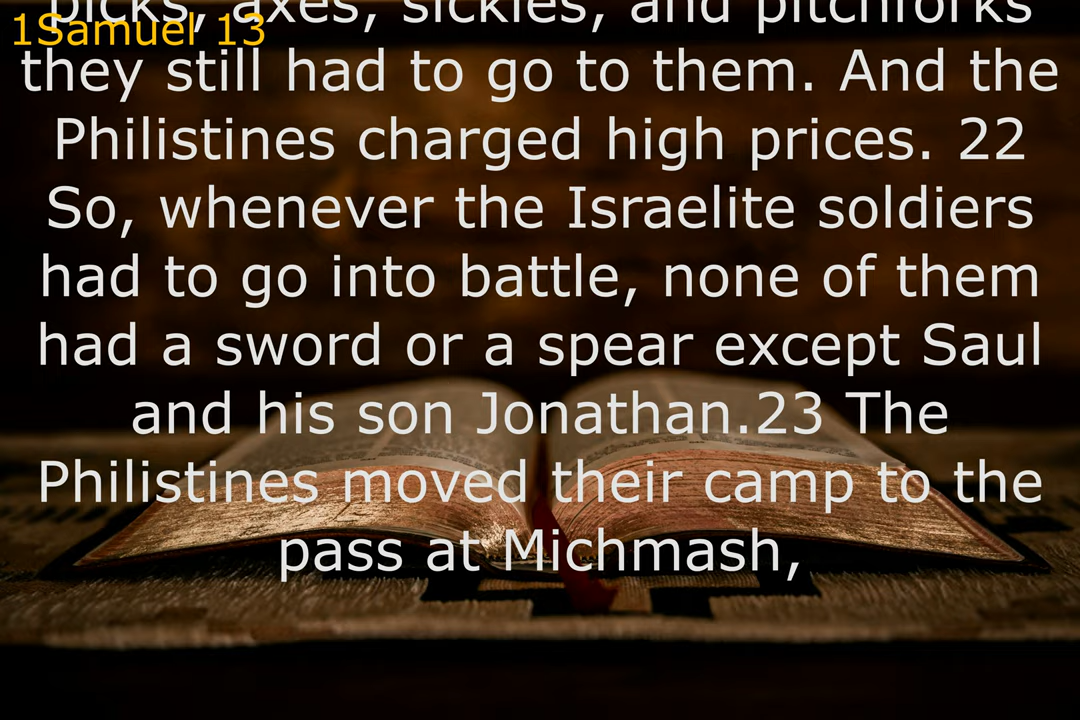 1Samuel 13
picks, axes, sickles, and pitchforks
they still had to go to them. And the
Philistines charged high prices. 22
So, whenever the Israelite soldiers
had to go into battle, none of them
had a sword or a spear except Saul
and his son Jonathan.23 The
Philistines moved their camp to the
pass at Michmash,